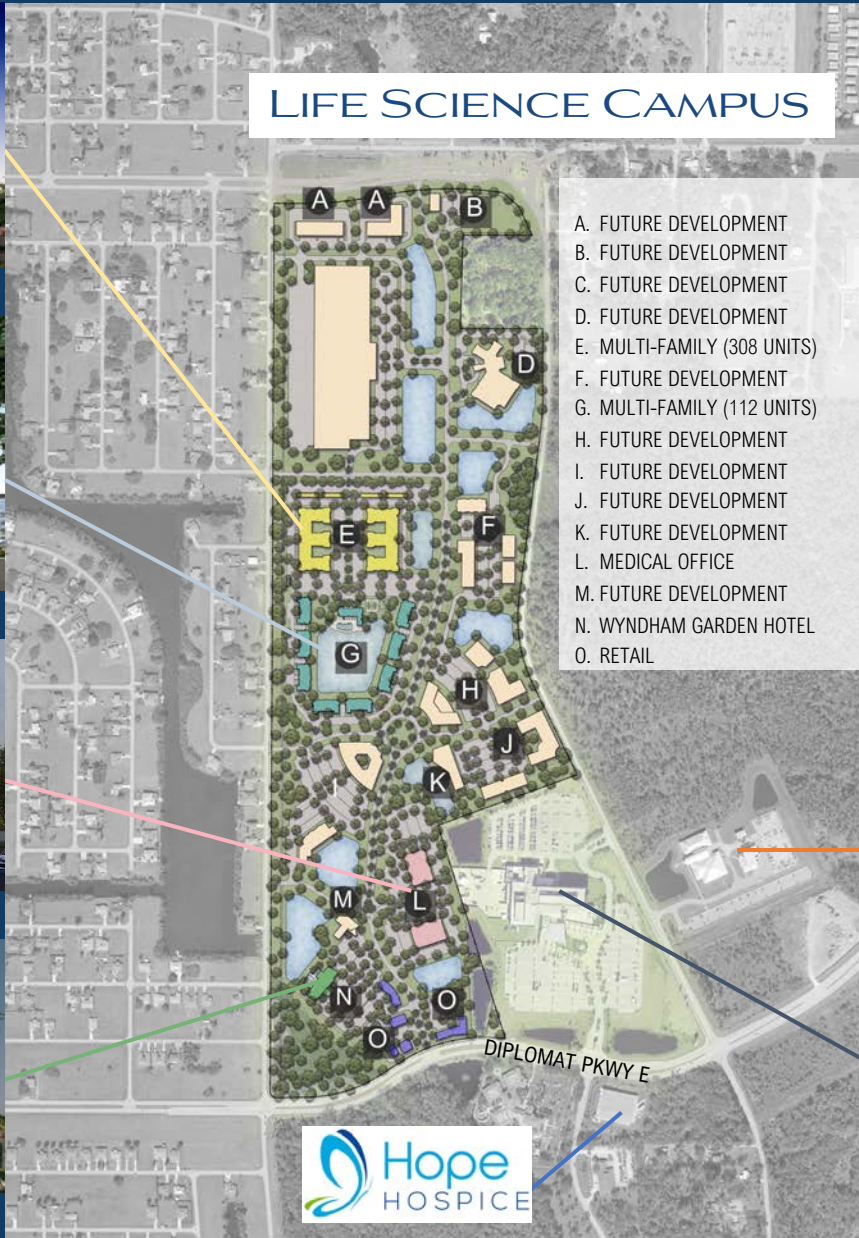 LIFE SCIENCE CAMPUS
A. FUTURE DEVELOPMENT
B. FUTURE DEVELOPMENT
C. FUTURE DEVELOPMENT
D. FUTURE DEVELOPMENT
E. MULTI-FAMILY (308 UNITS)
F. FUTURE DEVELOPMENT
G. MULTI-FAMILY (112 UNITS)
H. FUTURE DEVELOPMENT
I. FUTURE DEVELOPMENT
J. FUTURE DEVELOPMENT
K. FUTURE DEVELOPMENT
L. MEDICAL OFFICE
M. FUTURE DEVELOPMENT
N. WYNDHAM GARDEN HOTEL
O. RETAIL
A A
B
D
F
E
G
H
J
K
I
M
L
N
O
O
DIPLOMAT PKWY E
Hope
HOSPICE